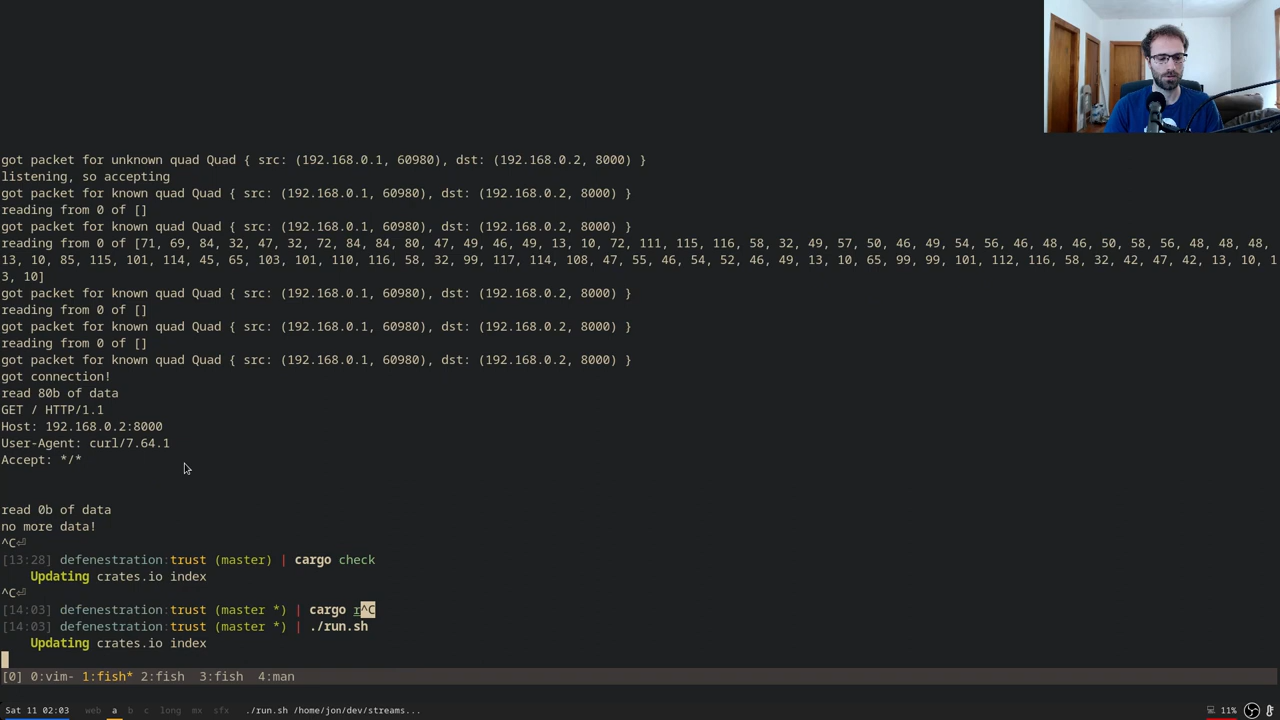 got packet for unknown quad Quad { src: (192.168.0.1, 60980), dst: (192.168.0.2, 8000) }
listening, so accepting
got packet for known quad Quad { src: (192.168.0.1, 60980), dst: (192.168.0.2, 8000) }
reading from 0 of []
got packet for known quad Quad { src: (192.168.0.1, 60980), dst: (192.168.0.2, 8000) }
reading from 0 of [71, 69, 84, 32, 47, 32, 72, 84, 84, 80, 47, 49, 46, 49, 13, 10, 72, 111, 115, 116, 58, 32, 49, 57, 50, 46, 49, 54, 56, 46, 48, 46, 50, 58, 56, 48, 48, 48,
13, 10, 85, 115, 101, 114, 45, 65, 103, 101, 110, 116, 58, 32, 99, 117, 114, 108, 47, 55, 46, 54, 52, 46, 49, 13, 10, 65, 99, 99, 101, 112, 116, 58, 32, 42, 47, 42, 13, 10, 1
3, 10]
got packet for known quad Quad { src: (192.168.0.1, 60980), dst: (192.168.0.2, 8000) }
reading from 0 of []
got packet for known quad Quad { src: (192.168.0.1, 60980), dst: (192.168.0.2, 8000) }
reading from 0 of []
got packet for known quad Quad { src: (192.168.0.1, 60980), dst: (192.168.0.2, 8000) }
got connection!
read 80b of data
GET / HTTP/1.1
Host: 192.168.0.2:8000
User-Agent: curl/7.64.1
Accept: */*
read 0b of data
no more data!
^C⏎
[13:28] defenestration:trust (master) | cargo check
Updating crates.io index
^C⏎
[14:03] defenestration:trust (master *) | cargo r^C
[14:03] defenestration:trust (master *) | ./run.sh
Updating crates.io index
[0] 0:vim- 1:fish* 2:fish 3:fish 4:man
Sat 11 02:03 web a b c long mx sfx ./run.sh /home/jon/dev/streams... 11%